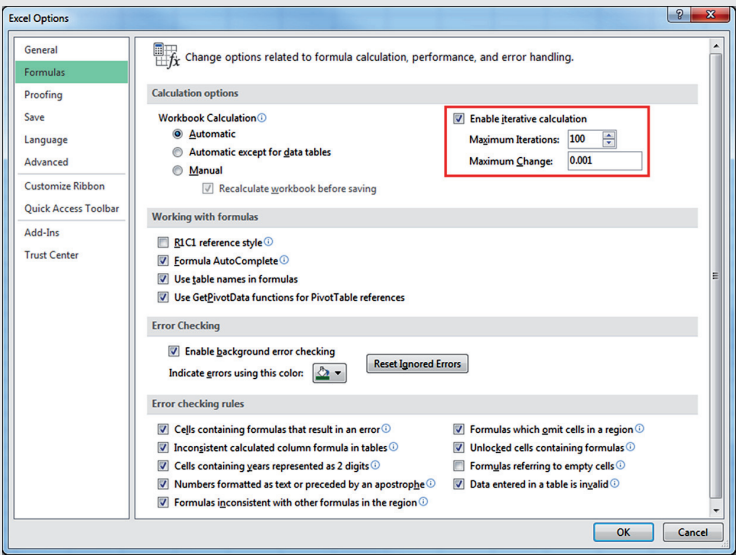 Excel Options
General
Formulas
Proofing
Save
Language
Advanced
Customize Ribbon
Quick Access Toolbar
Add-Ins
Trust Center
Change options related to formula calculation, performance, and error handling.
Calculation options
Workbook Calculation
Automatic
Automatic except for data tables
Manual
Recalculate workbook before saving
Enable iterative calculation
Maximum Iterations: 100
Maximum Change: 0.001
Working with formulas
R1C1 reference style
Formula AutoComplete
Use table names in formulas
Use GetPivotData functions for PivotTable references
Error Checking
Enable background error checking
Indicate errors using this color:
Reset Ignored Errors
Error checking rules
Cells containing formulas that result in an error
Inconsistent calculated column formula in tables
Cells containing years represented as 2 digits
Numbers formatted as text or preceded by an apostrophe
Formulas inconsistent with other formulas in the region
Formulas which omit cells in a region
Unlocked cells containing formulas
Formulas referring to empty cells
Data entered in a table is invalid
OK
Cancel